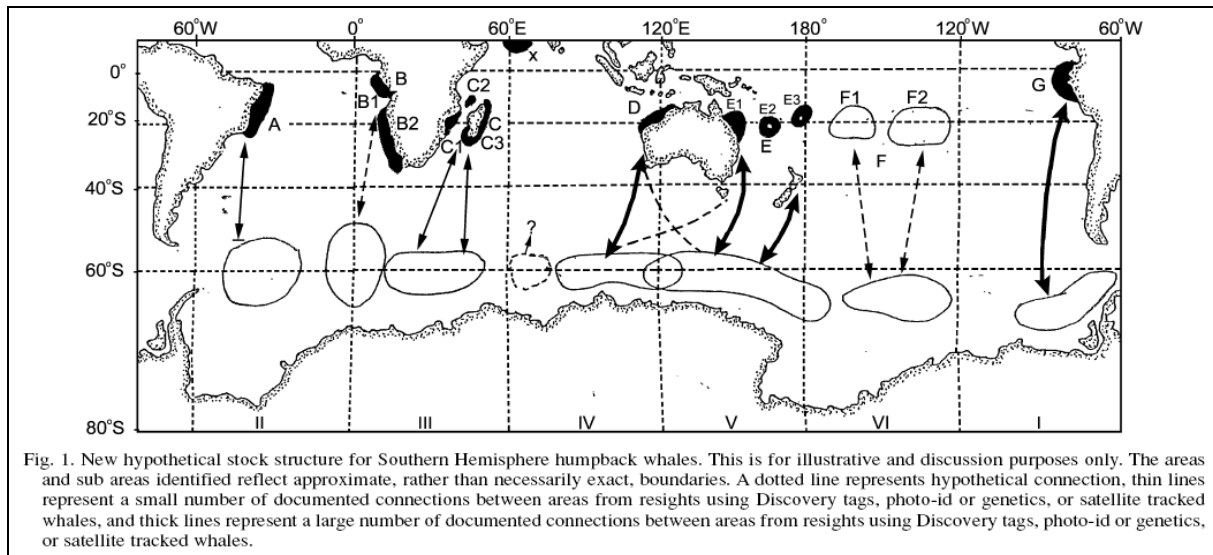 60°W 0° 60°E 120°E 180° 120°W 60°W
0°
20°S
40°S
60°S
80°S
A
B
B1
B2
C2
C
C1
C3
x
D
E1
E2
E3
E
F1
F2
F
G
?
II III IV V VI I
Fig. 1. New hypothetical stock structure for Southern Hemisphere humpback whales. This is for illustrative and discussion purposes only. The areas
and sub areas identified reflect approximate, rather than necessarily exact, boundaries. A dotted line represents hypothetical connection, thin lines
represent a small number of documented connections between areas from resights using Discovery tags, photo-id or genetics, or satellite tracked
whales, and thick lines represent a large number of documented connections between areas from resights using Discovery tags, photo-id or genetics,
or satellite tracked whales.